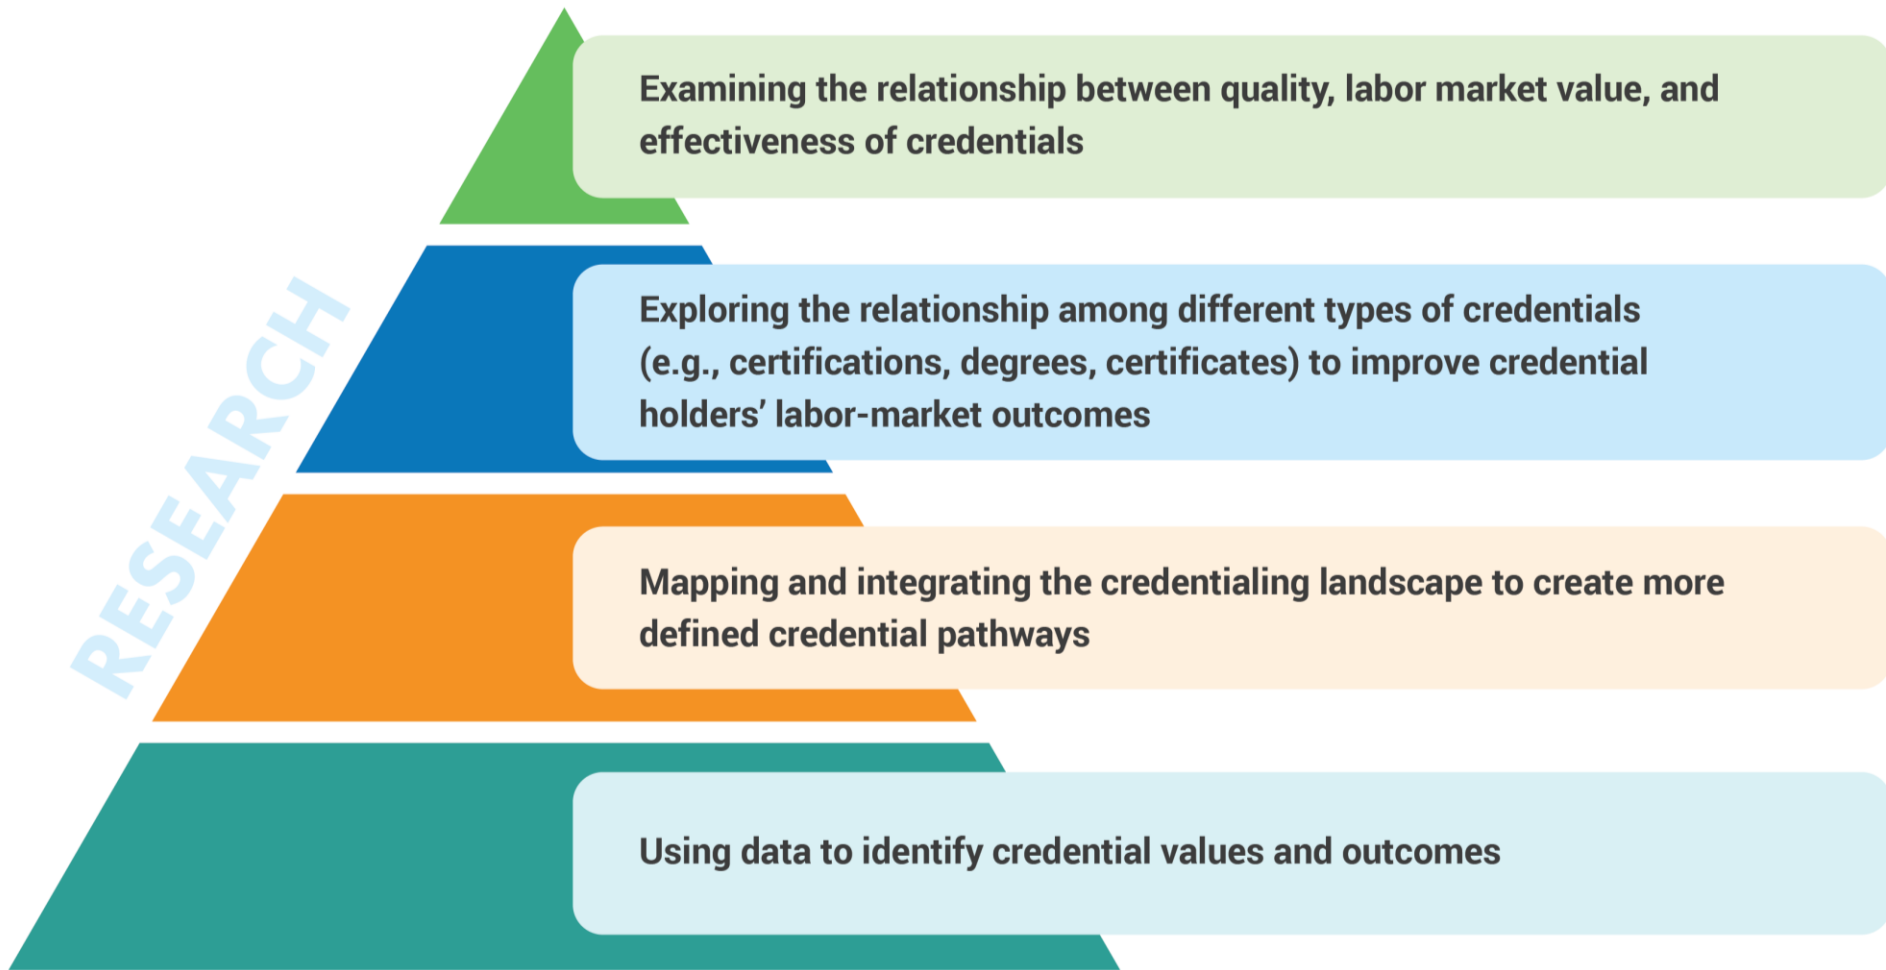 Examining the relationship between quality, labor market value, and
effectiveness of credentials
Exploring the relationship among different types of credentials
(e.g., certifications, degrees, certificates) to improve credential
holders’ labor-market outcomes
RESEARCH
Mapping and integrating the credentialing landscape to create more
defined credential pathways
Using data to identify credential values and outcomes